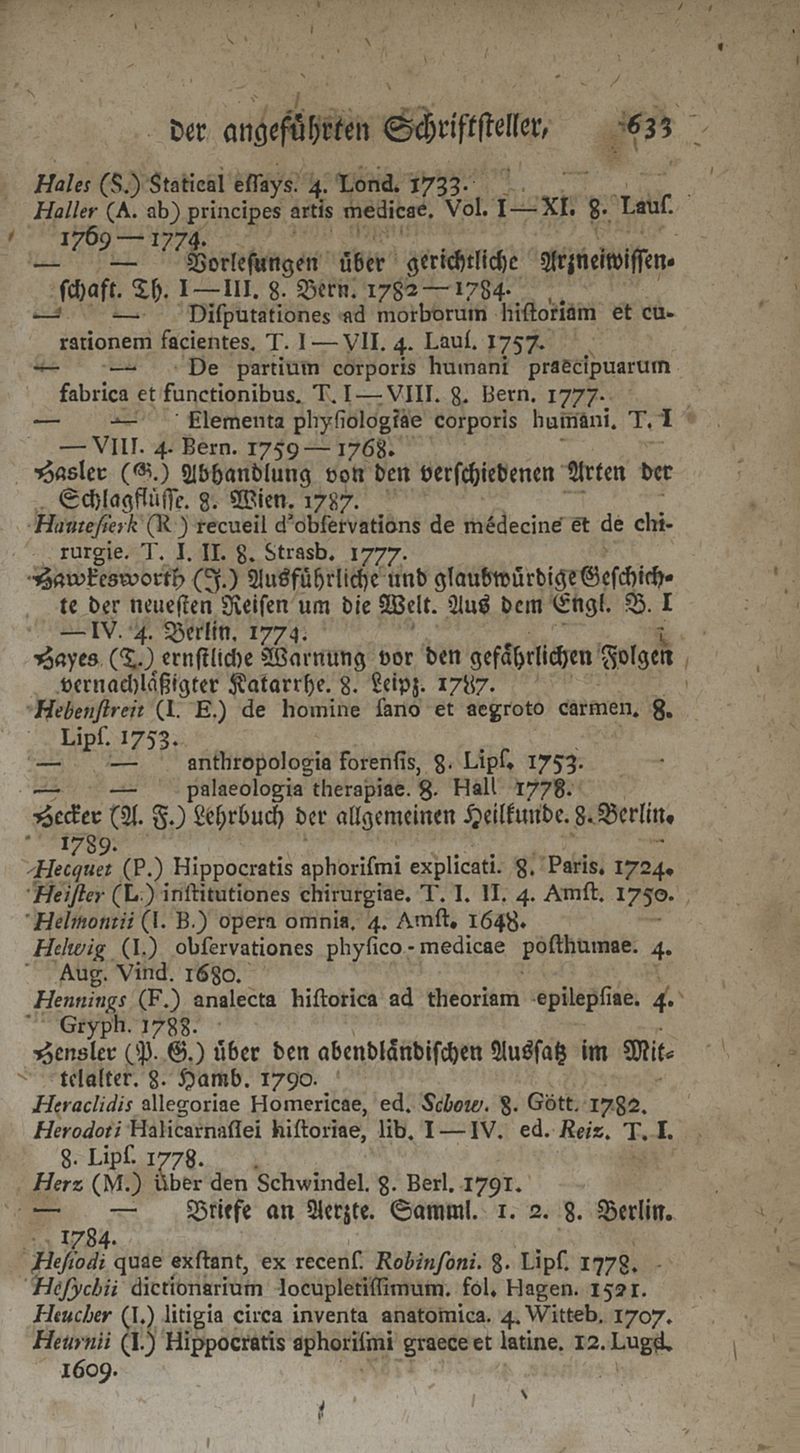 der angeführten Schriftſteller, 633
Hales (S.) Statical eſſays. 4. Lond. 1733.
Haller (A. ab) principes artis medicae. Vol. I—XI. 8. Lauſ.
1769—1774.
— — Vorleſungen über gerichtliche Arzneiwiſſen-
ſchaft. Th. I—III. 8. Bern. 1782—1784.
— — Diſputationes ad morborum hiſtoriam et cu-
rationem facientes. T. I—VII. 4. Lauſ. 1757.
— — De partium corporis humani praecipuarum
fabrica et functionibus. T. I—VIII. 8. Bern. 1777.
— — Elementa phyſiologiae corporis humani. T. I
—VIII. 4. Bern. 1759—1768.
Hasler (G.) Abhandlung von den verſchiedenen Arten der
Schlagflüſſe. 8. Wien. 1787.
Hauteſierk (R.) recueil d'obſervations de médecine et de chi-
rurgie. T. I. II. 8. Strasb. 1777.
Hawkesworth (J.) Ausführliche und glaubwürdige Geſchich-
te der neueſten Reiſen um die Welt. Aus dem Engl. B. I
—IV. 4. Berlin. 1774.
Hayes (T.) ernſtliche Warnung vor den gefährlichen Folgen
vernachläßigter Katarrhe. 8. Leipz. 1787.
Hebenſtreit (I. E.) de homine ſano et aegroto carmen. 8.
Lipſ. 1753.
— — anthropologia forenſis, 8. Lipſ. 1753.
— — palaeologia therapiae. 8. Hall 1778.
Hecker (A. F.) Lehrbuch der allgemeinen Heilkunde. 8. Berlin.
1789.
Hecquet (P.) Hippocratis aphoriſmi explicati. 8. Paris. 1724.
Heiſter (L.) inſtitutiones chirurgiae. T. I. II. 4. Amſt. 1750.
Helmontii (I. B.) opera omnia. 4. Amſt. 1648.
Helwig (I.) obſervationes phyſico-medicae poſthumae. 4.
Aug. Vind. 1680.
Hennings (F.) analecta hiſtorica ad theoriam epilepſiae. 4.
Gryph. 1788.
Hensler (P. G.) über den abendländiſchen Ausſatz im Mit-
telalter. 8. Hamb. 1790.
Heraclidis allegoriae Homericae, ed. Schow. 8. Gött. 1782.
Herodoti Halicarnaſſei hiſtoriae, lib. I—IV. ed. Reiz. T. I.
8. Lipſ. 1778.
Herz (M.) über den Schwindel. 8. Berl. 1791.
— — Briefe an Aerzte. Samml. 1. 2. 8. Berlin.
1784.
Heſiodi quae exſtant, ex recenſ. Robinſoni. 8. Lipſ. 1778.
Heſychii dictionarium locupletiſſimum. fol. Hagen. 1521.
Heucher (I.) litigia circa inventa anatomica. 4. Witteb. 1707.
Heurnii (I.) Hippocratis aphoriſmi graece et latine. 12. Lugd.
1609.